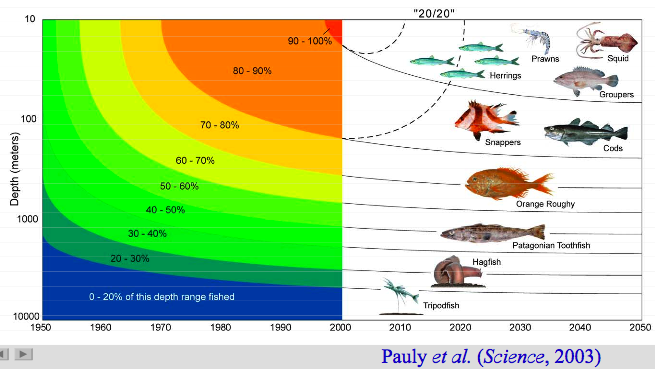 "20/20"
10
90 - 100%
Prawns
Squid
80 - 90%
Herrings
Groupers
100
70 - 80%
Snappers
Cods
60 - 70%
Depth (meters)
50 - 60%
Orange Roughy
40 - 50%
1000
30 - 40%
Patagonian Toothfish
20 - 30%
Hagfish
0 - 20% of this depth range fished
Tripodfish
10000
1950 1960 1970 1980 1990 2000 2010 2020 2030 2040 2050
Pauly et al. (Science, 2003)